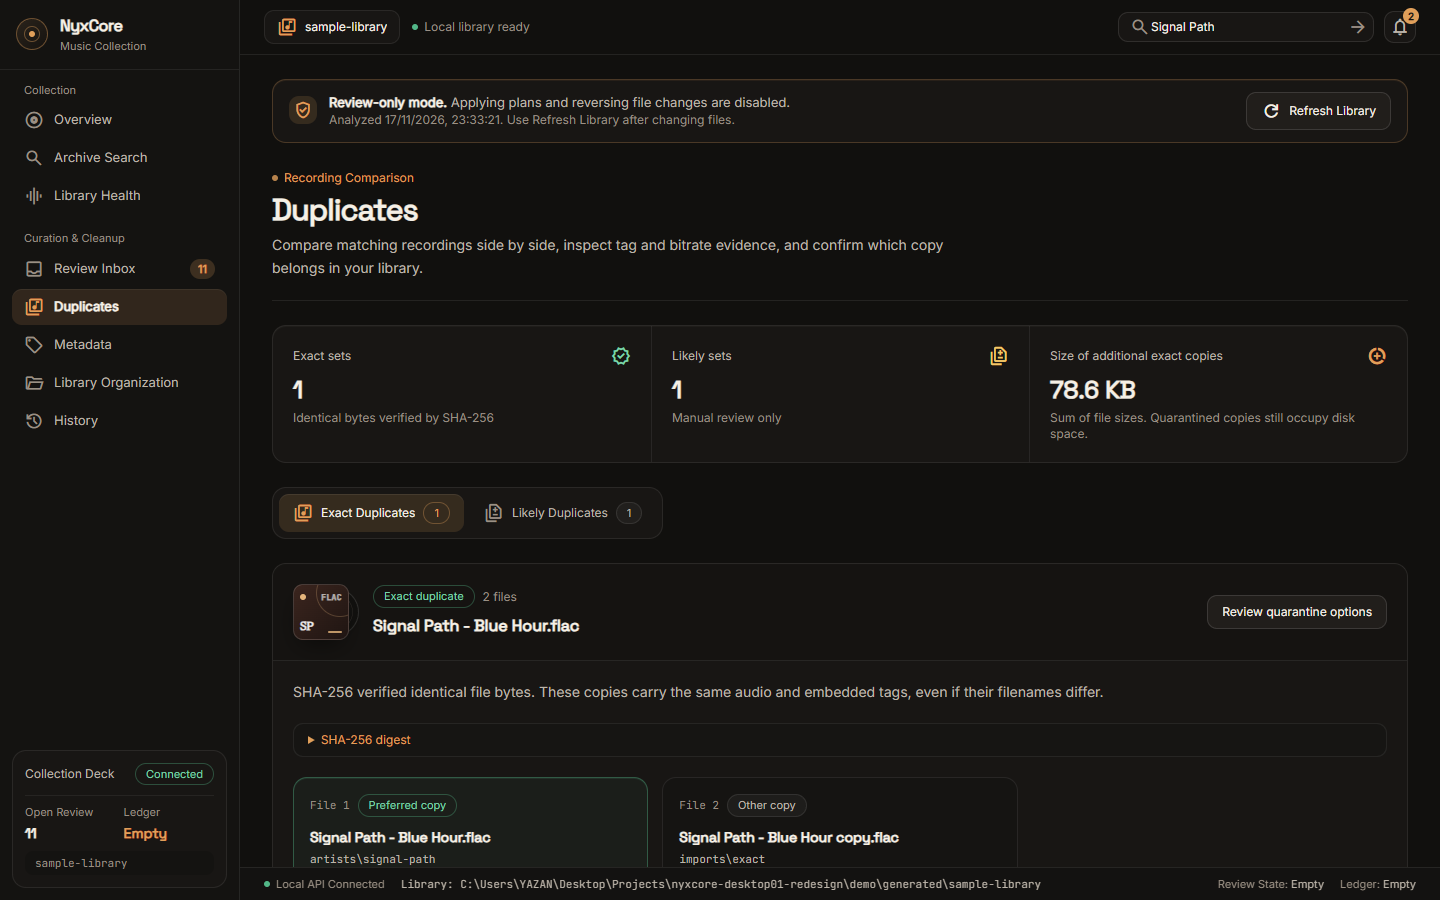 NyxCore
Music Collection
Collection
Overview
Archive Search
Library Health
Curation & Cleanup
Review Inbox 11
Duplicates
Metadata
Library Organization
History
Collection Deck Connected
Open Review Ledger
11 Empty
sample-library
sample-library Local library ready
Signal Path
2
Review-only mode. Applying plans and reversing file changes are disabled.
Analyzed 17/11/2026, 23:33:21. Use Refresh Library after changing files.
Refresh Library
Recording Comparison
Duplicates
Compare matching recordings side by side, inspect tag and bitrate evidence, and confirm which copy
belongs in your library.
Exact sets
1
Identical bytes verified by SHA-256
Likely sets
1
Manual review only
Size of additional exact copies
78.6 KB
Sum of file sizes. Quarantined copies still occupy disk
space.
Exact Duplicates 1 Likely Duplicates 1
FLAC
SP
Exact duplicate 2 files
Signal Path - Blue Hour.flac
Review quarantine options
SHA-256 verified identical file bytes. These copies carry the same audio and embedded tags, even if their filenames differ.
SHA-256 digest
File 1 Preferred copy
Signal Path - Blue Hour.flac
artists\signal-path
File 2 Other copy
Signal Path - Blue Hour copy.flac
imports\exact
Local API Connected Library: C:\Users\YAZAN\Desktop\Projects\nyxcore-desktop01-redesign\demo\generated\sample-library Review State: Empty Ledger: Empty